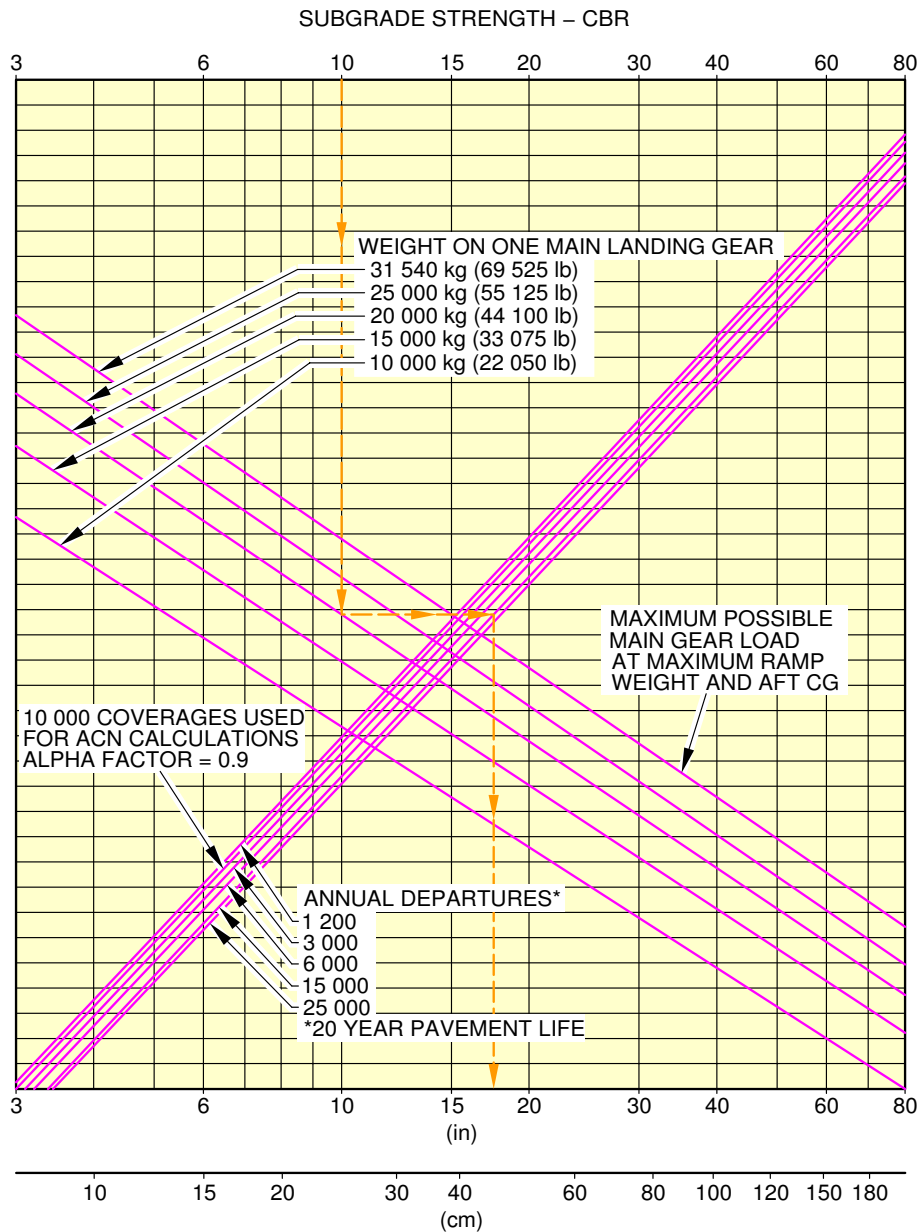 SUBGRADE STRENGTH – CBR
3 6 10 15 20 30 40 60 80
WEIGHT ON ONE MAIN LANDING GEAR
31 540 kg (69 525 lb)
25 000 kg (55 125 lb)
20 000 kg (44 100 lb)
15 000 kg (33 075 lb)
10 000 kg (22 050 lb)
MAXIMUM POSSIBLE
MAIN GEAR LOAD
AT MAXIMUM RAMP
WEIGHT AND AFT CG
10 000 COVERAGES USED
FOR ACN CALCULATIONS
ALPHA FACTOR = 0.9
ANNUAL DEPARTURES*
1 200
3 000
6 000
15 000
25 000
*20 YEAR PAVEMENT LIFE
3 6 10 15 20 30 40 60 80
(in)
10 15 20 30 40 60 80 100 120 150 180
(cm)